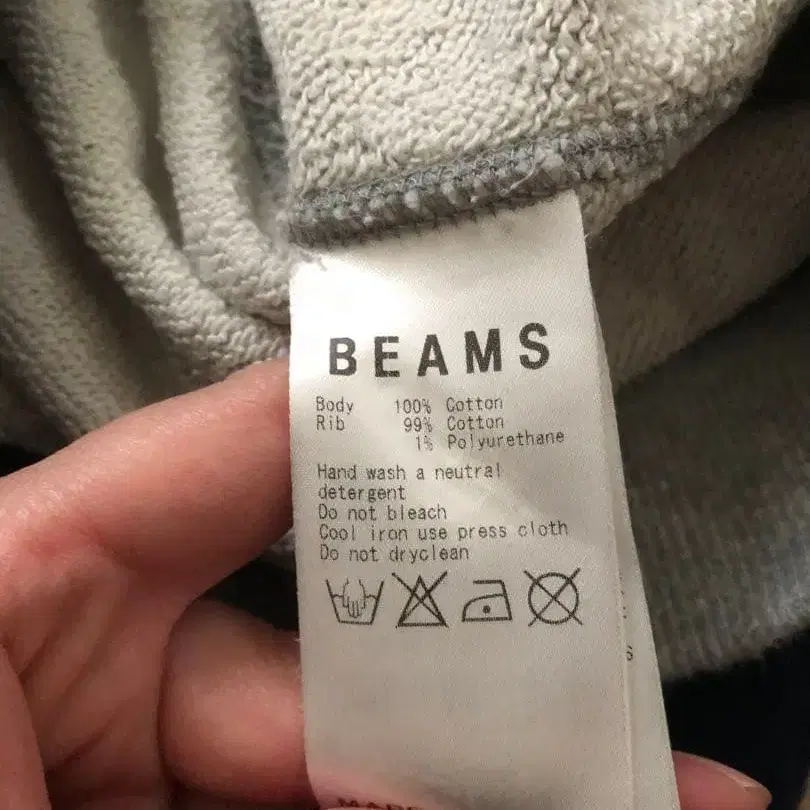 BEAMS
Body 100% Cotton
Rib 99% Cotton
1% Polyurethane
Hand wash a neutral
detergent
Do not bleach
Cool iron use press cloth
Do not dryclean